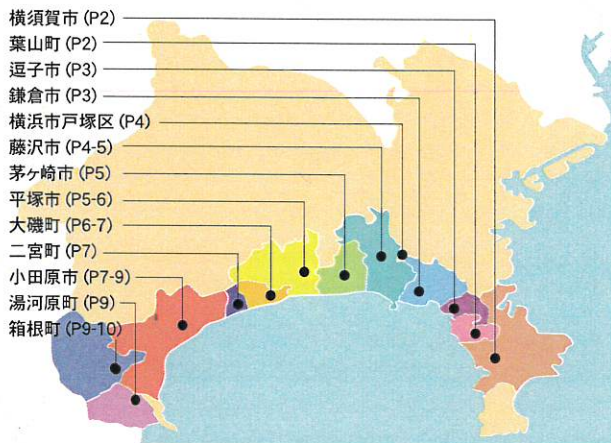 横須賀市 (P2)
葉山町 (P2)
逗子市 (P3)
鎌倉市 (P3)
横浜市戸塚区 (P4)
藤沢市 (P4-5)
茅ヶ崎市 (P5)
平塚市 (P5-6)
大磯町 (P6-7)
二宮町 (P7)
小田原市 (P7-9)
湯河原町 (P9)
箱根町 (P9-10)